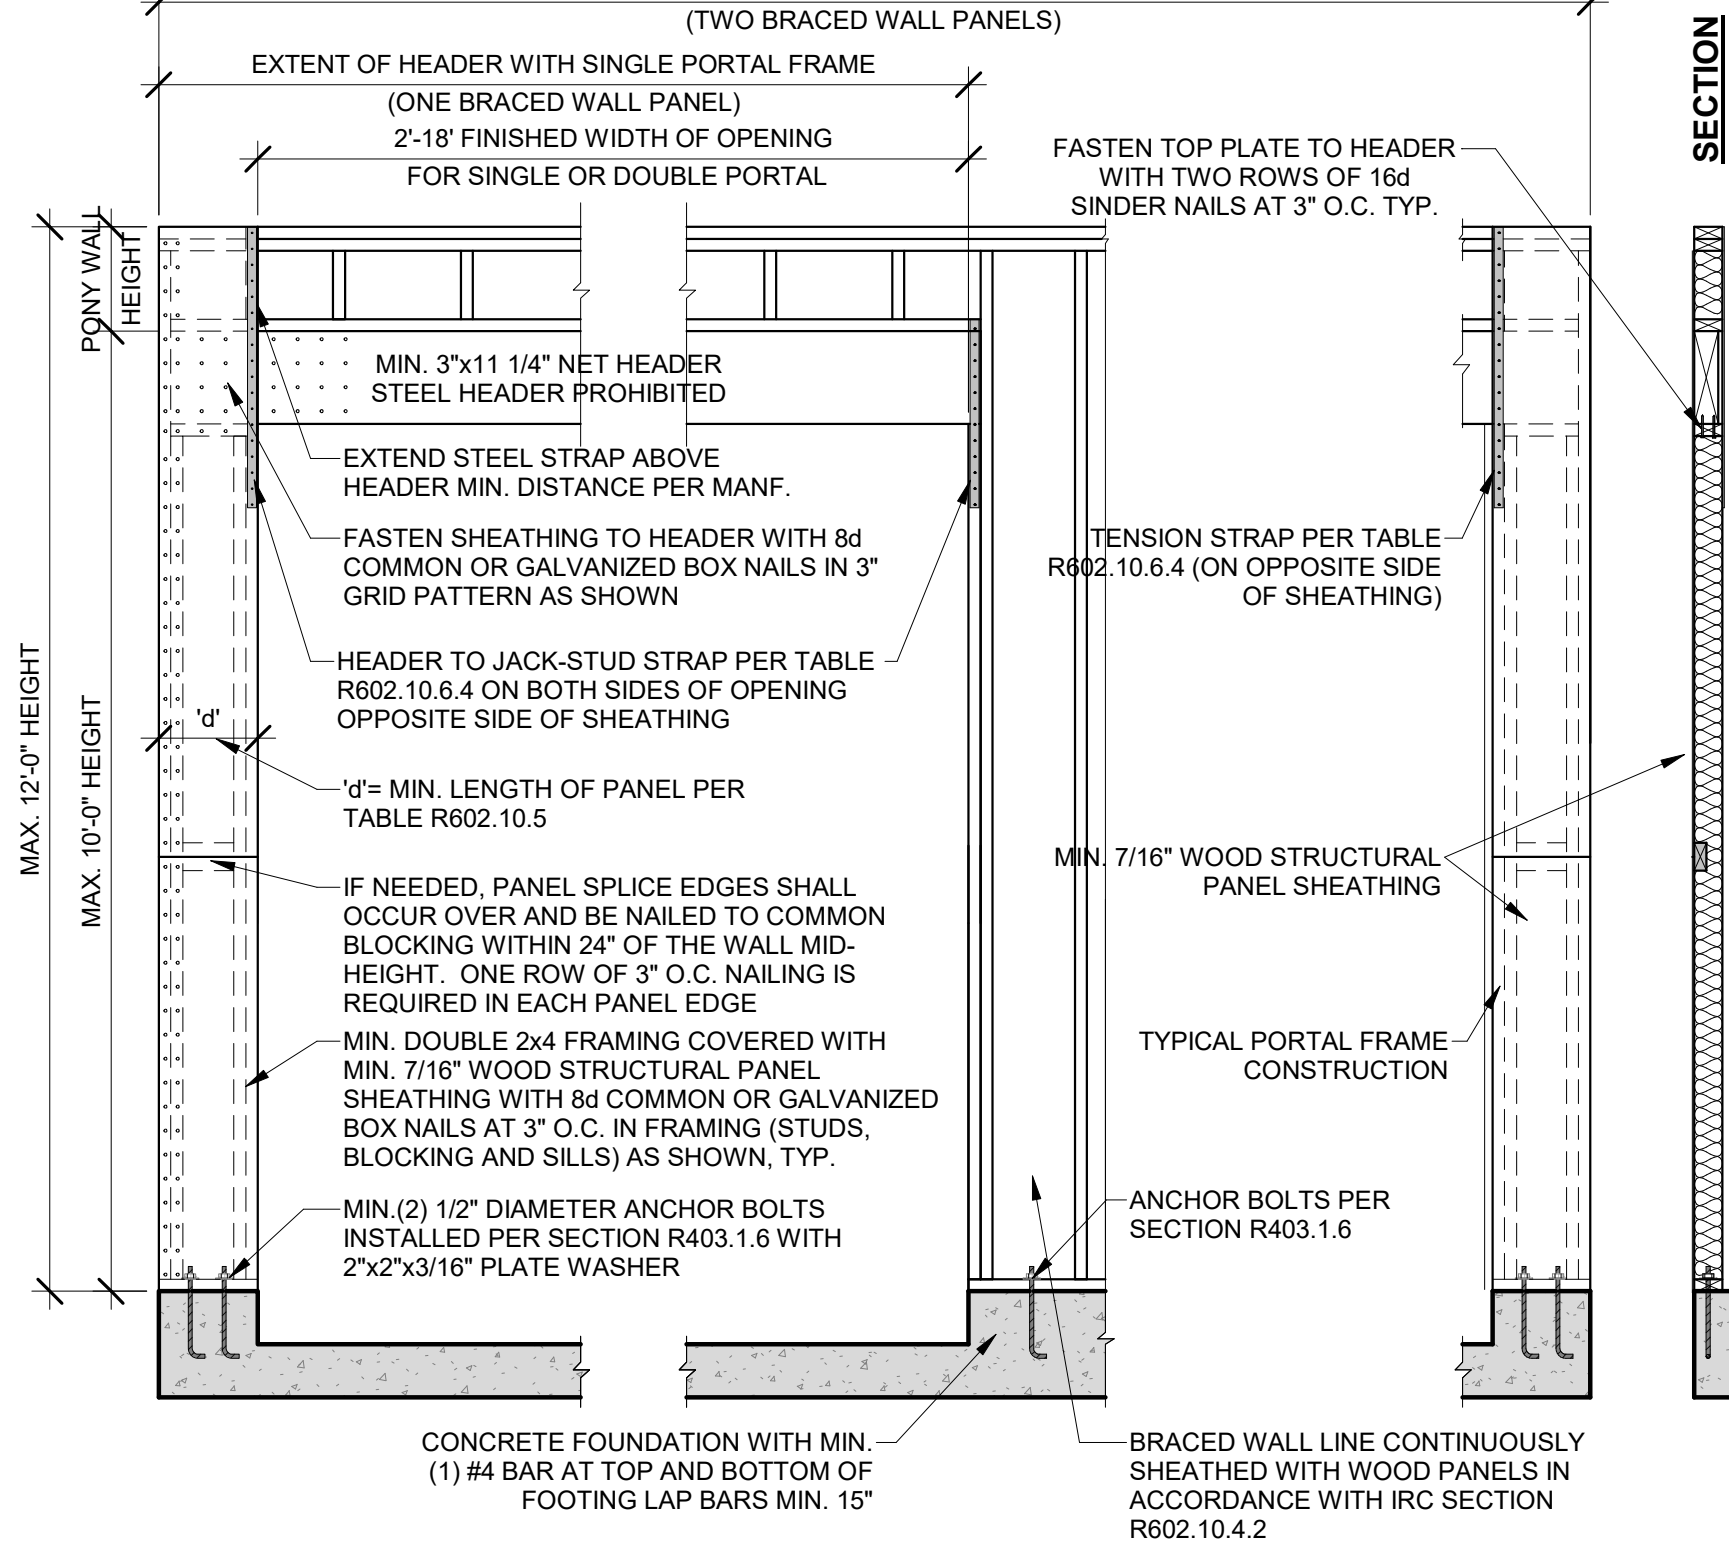 (TWO BRACED WALL PANELS)
EXTENT OF HEADER WITH SINGLE PORTAL FRAME
(ONE BRACED WALL PANEL)
2'-18' FINISHED WIDTH OF OPENING
FOR SINGLE OR DOUBLE PORTAL
FASTEN TOP PLATE TO HEADER
WITH TWO ROWS OF 16d
SINDER NAILS AT 3" O.C. TYP.
SECTION
PONY WALL
HEIGHT
MIN. 3"x11 1/4" NET HEADER
STEEL HEADER PROHIBITED
EXTEND STEEL STRAP ABOVE
HEADER MIN. DISTANCE PER MANF.
FASTEN SHEATHING TO HEADER WITH 8d
COMMON OR GALVANIZED BOX NAILS IN 3"
GRID PATTERN AS SHOWN
TENSION STRAP PER TABLE
R602.10.6.4 (ON OPPOSITE SIDE
OF SHEATHING)
HEADER TO JACK-STUD STRAP PER TABLE
R602.10.6.4 ON BOTH SIDES OF OPENING
OPPOSITE SIDE OF SHEATHING
MAX. 12'-0" HEIGHT
MAX. 10'-0" HEIGHT
'd'
'd'= MIN. LENGTH OF PANEL PER
TABLE R602.10.5
MIN. 7/16" WOOD STRUCTURAL
PANEL SHEATHING
IF NEEDED, PANEL SPLICE EDGES SHALL
OCCUR OVER AND BE NAILED TO COMMON
BLOCKING WITHIN 24" OF THE WALL MID-
HEIGHT. ONE ROW OF 3" O.C. NAILING IS
REQUIRED IN EACH PANEL EDGE
MIN. DOUBLE 2x4 FRAMING COVERED WITH
MIN. 7/16" WOOD STRUCTURAL PANEL
SHEATHING WITH 8d COMMON OR GALVANIZED
BOX NAILS AT 3" O.C. IN FRAMING (STUDS,
BLOCKING AND SILLS) AS SHOWN, TYP.
TYPICAL PORTAL FRAME
CONSTRUCTION
MIN.(2) 1/2" DIAMETER ANCHOR BOLTS
INSTALLED PER SECTION R403.1.6 WITH
2"x2"x3/16" PLATE WASHER
ANCHOR BOLTS PER
SECTION R403.1.6
CONCRETE FOUNDATION WITH MIN.
(1) #4 BAR AT TOP AND BOTTOM OF
FOOTING LAP BARS MIN. 15"
BRACED WALL LINE CONTINUOUSLY
SHEATHED WITH WOOD PANELS IN
ACCORDANCE WITH IRC SECTION
R602.10.4.2